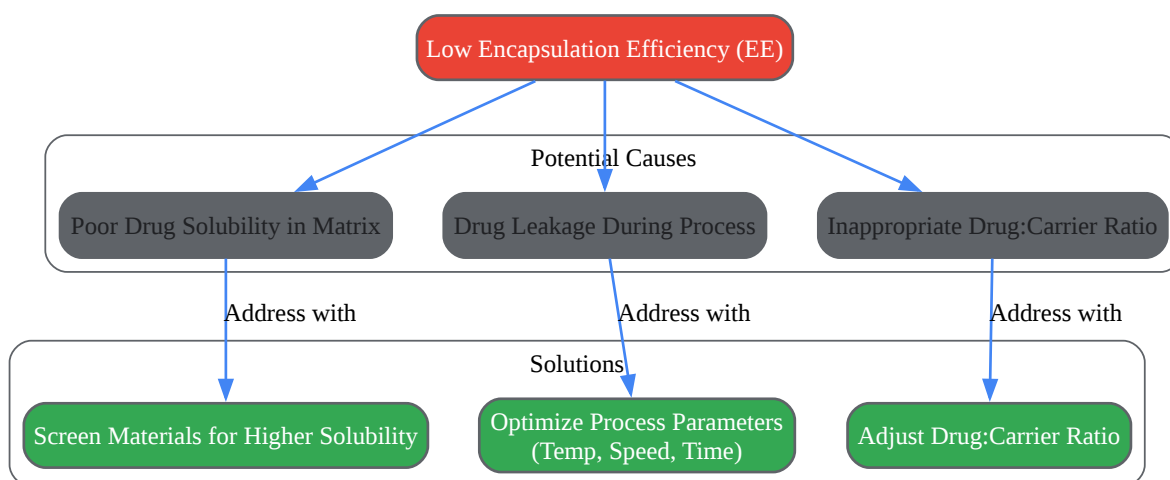 Low Encapsulation Efficiency (EE)
Potential Causes
Poor Drug Solubility in Matrix
Drug Leakage During Process
Inappropriate Drug:Carrier Ratio
Address with
Address with
Address with
Solutions
Screen Materials for Higher Solubility
Optimize Process Parameters
(Temp, Speed, Time)
Adjust Drug:Carrier Ratio